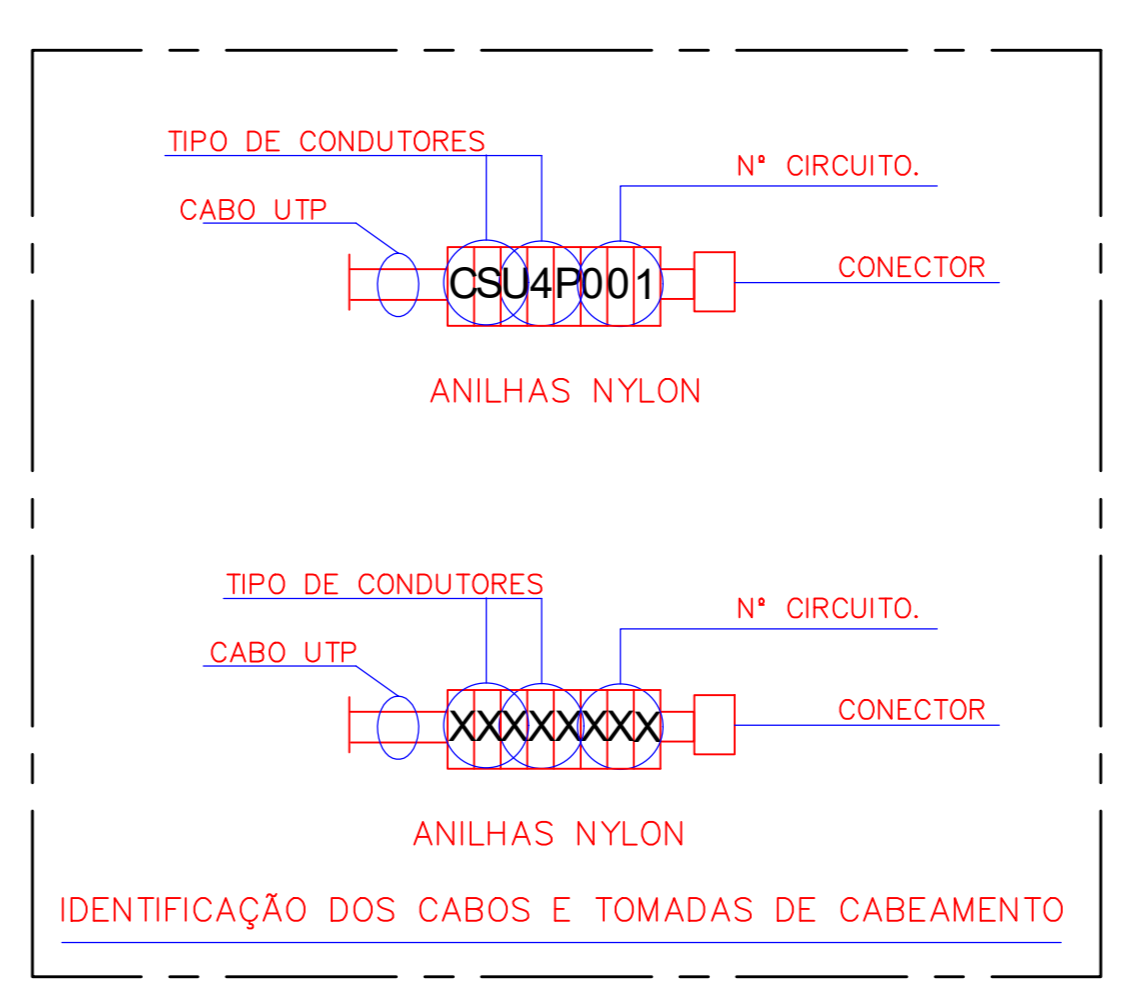 TIPO DE CONDUTORES
Nº CIRCUITO.
CABO UTP
CONECTOR
CSU4P001
ANILHAS NYLON
TIPO DE CONDUTORES
Nº CIRCUITO.
CABO UTP
CONECTOR
XXXXXXXX
ANILHAS NYLON
IDENTIFICAÇÃO DOS CABOS E TOMADAS DE CABEAMENTO